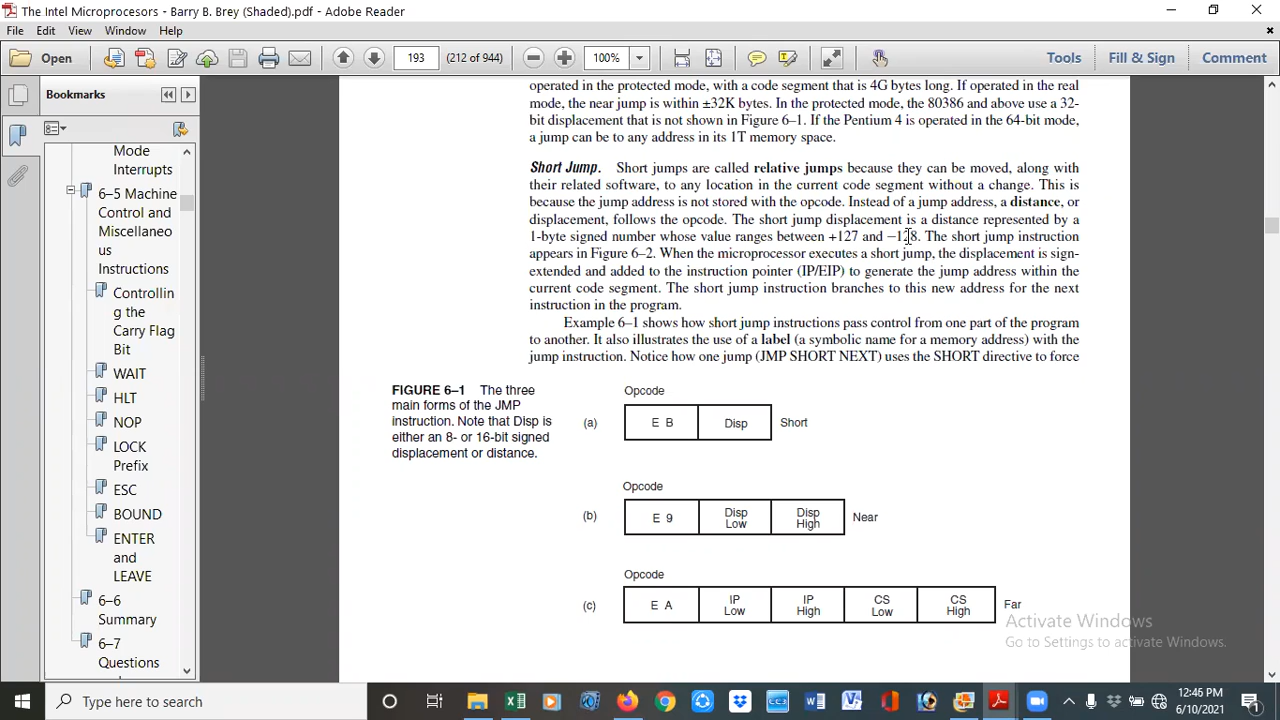 The Intel Microprocesors - Barry B. Brey (Shaded).pdf - Adobe Reader
File Edit View Window Help
Open 193 (212 of 944) 100% Tools Fill & Sign Comment
Bookmarks
Mode
Interrupts
6–5 Machine
Control and
Miscellaneo
us
Instructions
Controllin
g the
Carry Flag
Bit
WAIT
HLT
NOP
LOCK
Prefix
ESC
BOUND
ENTER
and
LEAVE
6–6
Summary
6–7
Questions
operated in the protected mode, with a code segment that is 4G bytes long. If operated in the real
mode, the near jump is within ±32K bytes. In the protected mode, the 80386 and above use a 32-
bit displacement that is not shown in Figure 6–1. If the Pentium 4 is operated in the 64-bit mode,
a jump can be to any address in its 1T memory space.
Short Jump. Short jumps are called relative jumps because they can be moved, along with
their related software, to any location in the current code segment without a change. This is
because the jump address is not stored with the opcode. Instead of a jump address, a distance, or
displacement, follows the opcode. The short jump displacement is a distance represented by a
1-byte signed number whose value ranges between +127 and −128. The short jump instruction
appears in Figure 6–2. When the microprocessor executes a short jump, the displacement is sign-
extended and added to the instruction pointer (IP/EIP) to generate the jump address within the
current code segment. The short jump instruction branches to this new address for the next
instruction in the program.
Example 6–1 shows how short jump instructions pass control from one part of the program
to another. It also illustrates the use of a label (a symbolic name for a memory address) with the
jump instruction. Notice how one jump (JMP SHORT NEXT) uses the SHORT directive to force
FIGURE 6–1 The three
main forms of the JMP
instruction. Note that Disp is
either an 8- or 16-bit signed
displacement or distance.
Opcode
(a) E B Disp Short
Opcode
(b) E 9 Disp Low Disp High Near
Opcode
(c) E A IP Low IP High CS Low CS High Far
Activate Windows
Go to Settings to activate Windows.
Type here to search
12:46 PM
6/10/2021